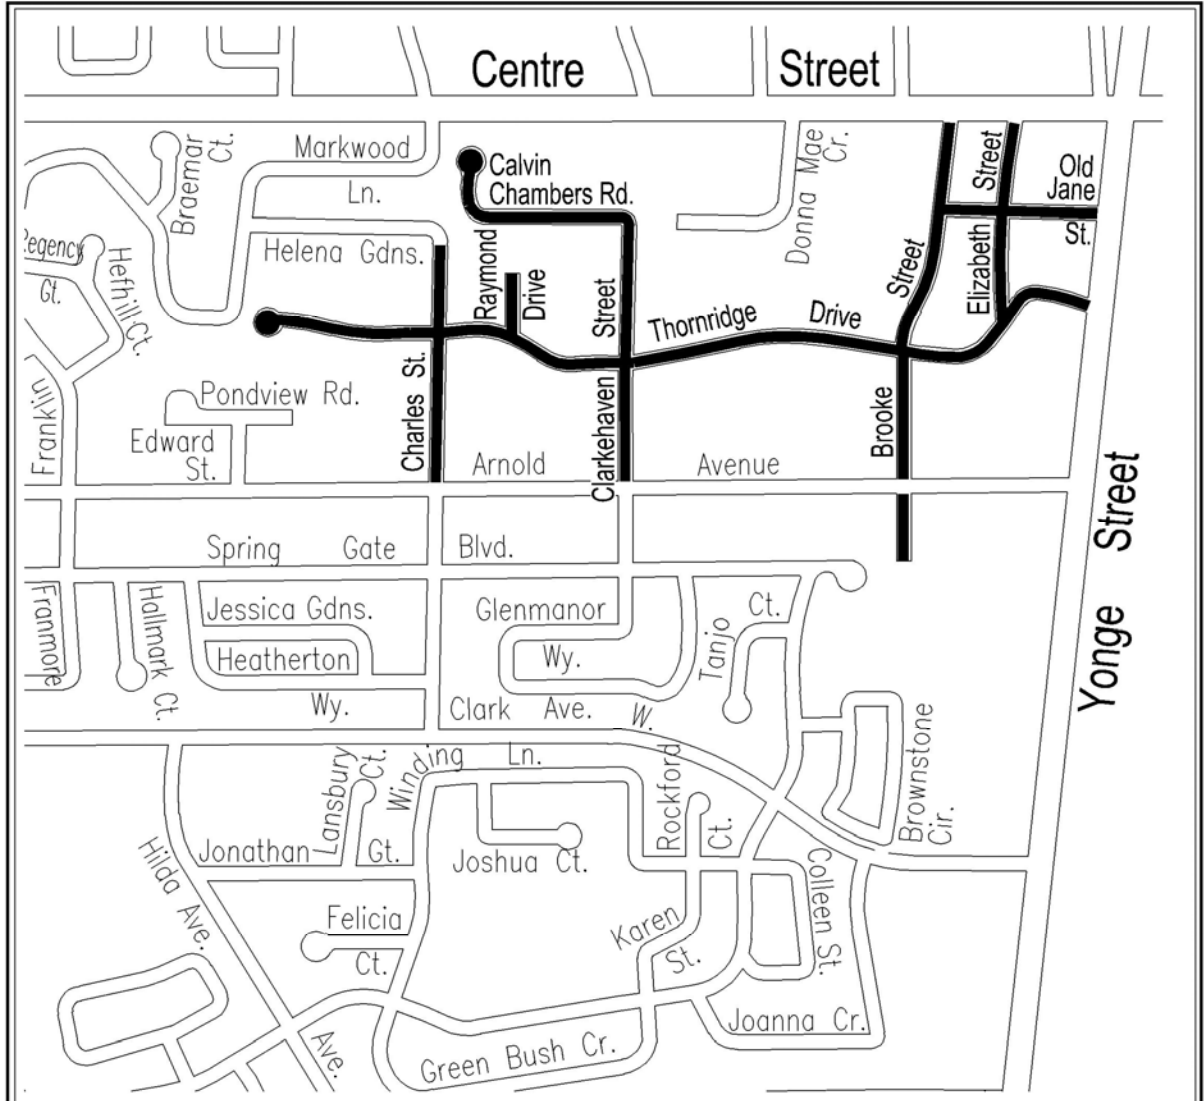 Centre Street
Braemar
Ct.
Markwood
Ln.
Calvin
Chambers Rd.
Donna Mae
Cr.
Street
Old
Jane
St.
Elizabeth
Regency
Gt.
Hefhill Ct.
Helena Gdns.
Raymond
Drive
Street
Clarkehaven
Thornridge Drive
Street
Brooke
Charles St.
Franklin
Pondview Rd.
Edward
St.
Arnold Avenue
Yonge Street
Spring Gate Blvd.
Franmore
Hallmark Ct.
Jessica Gdns.
Heatherton
Wy.
Glenmanor
Wy.
Tanjo
Ct.
Clark Ave. W.
Brownstone
Cir.
Lansbury
Ct.
Winding Ln.
Rockford
Ct.
Hilda Ave.
Jonathan Gt.
Joshua Ct.
Colleen St.
Felicia
Ct.
Karen
St.
Joanna Cr.
Ave.
Green Bush Cr.